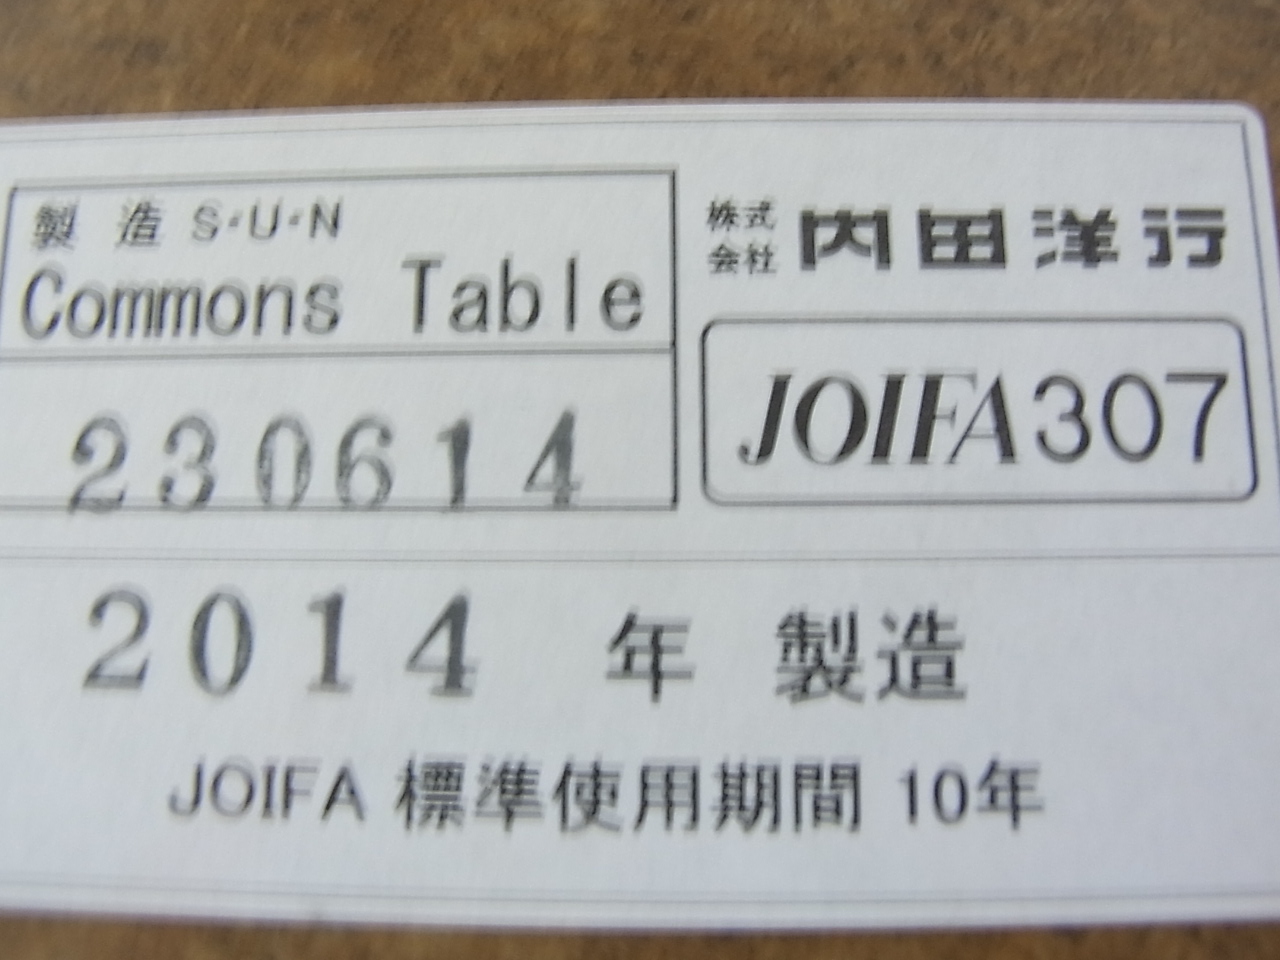 製 造 S・U・N
Commons Table
230614
株式会社 内田洋行
JOIFA307
2014 年 製造
JOIFA 標準使用期間 10年